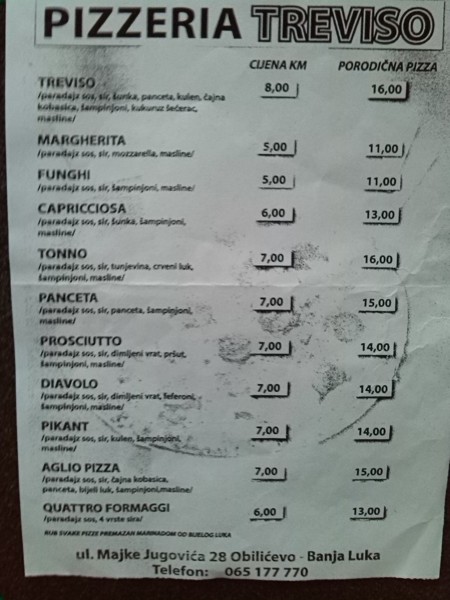 PIZZERIA TREVISO
CIJENA KM PORODIČNA PIZZA
TREVISO 8,00 16,00
/paradajz sos, sir, šunka, panceta, kulen, čajna
kobasica, šampinjoni, kukuruz šećerac,
masline/
MARGHERITA 5,00 11,00
/paradajz sos, sir, mozzarella, masline/
FUNGHI 5,00 11,00
/paradajz sos, sir, šampinjoni, masline/
CAPRICCIOSA 6,00 13,00
/paradajz sos, sir, šunka, šampinjoni,
masline/
TONNO 7,00 16,00
/paradajz sos, sir, tunjevina, crveni luk,
šampinjoni, masline/
PANCETA 7,00 15,00
/paradajz sos, sir, panceta, šampinjoni,
masline/
PROSCIUTTO 7,00 14,00
/paradajz sos, sir, dimljeni vrat, pršut,
šampinjoni, masline/
DIAVOLO 7,00 14,00
/paradajz sos, sir, dimljeni vrat, feferoni,
šampinjoni, masline/
PIKANT 7,00 14,00
/paradajz sos, sir, kulen, šampinjoni,
masline/
AGLIO PIZZA 7,00 15,00
/paradajz sos, sir, čajna kobasica,
panceta, bijeli luk, šampinjoni,masline/
QUATTRO FORMAGGI 6,00 13,00
/paradajz sos, 4 vrste sira/
RUB SVAKE PIZZE PREMAZAN MARINADOM OD BIJELOG LUKA
ul. Majke Jugovića 28 Obilićevo - Banja Luka
Telefon: 065 177 770